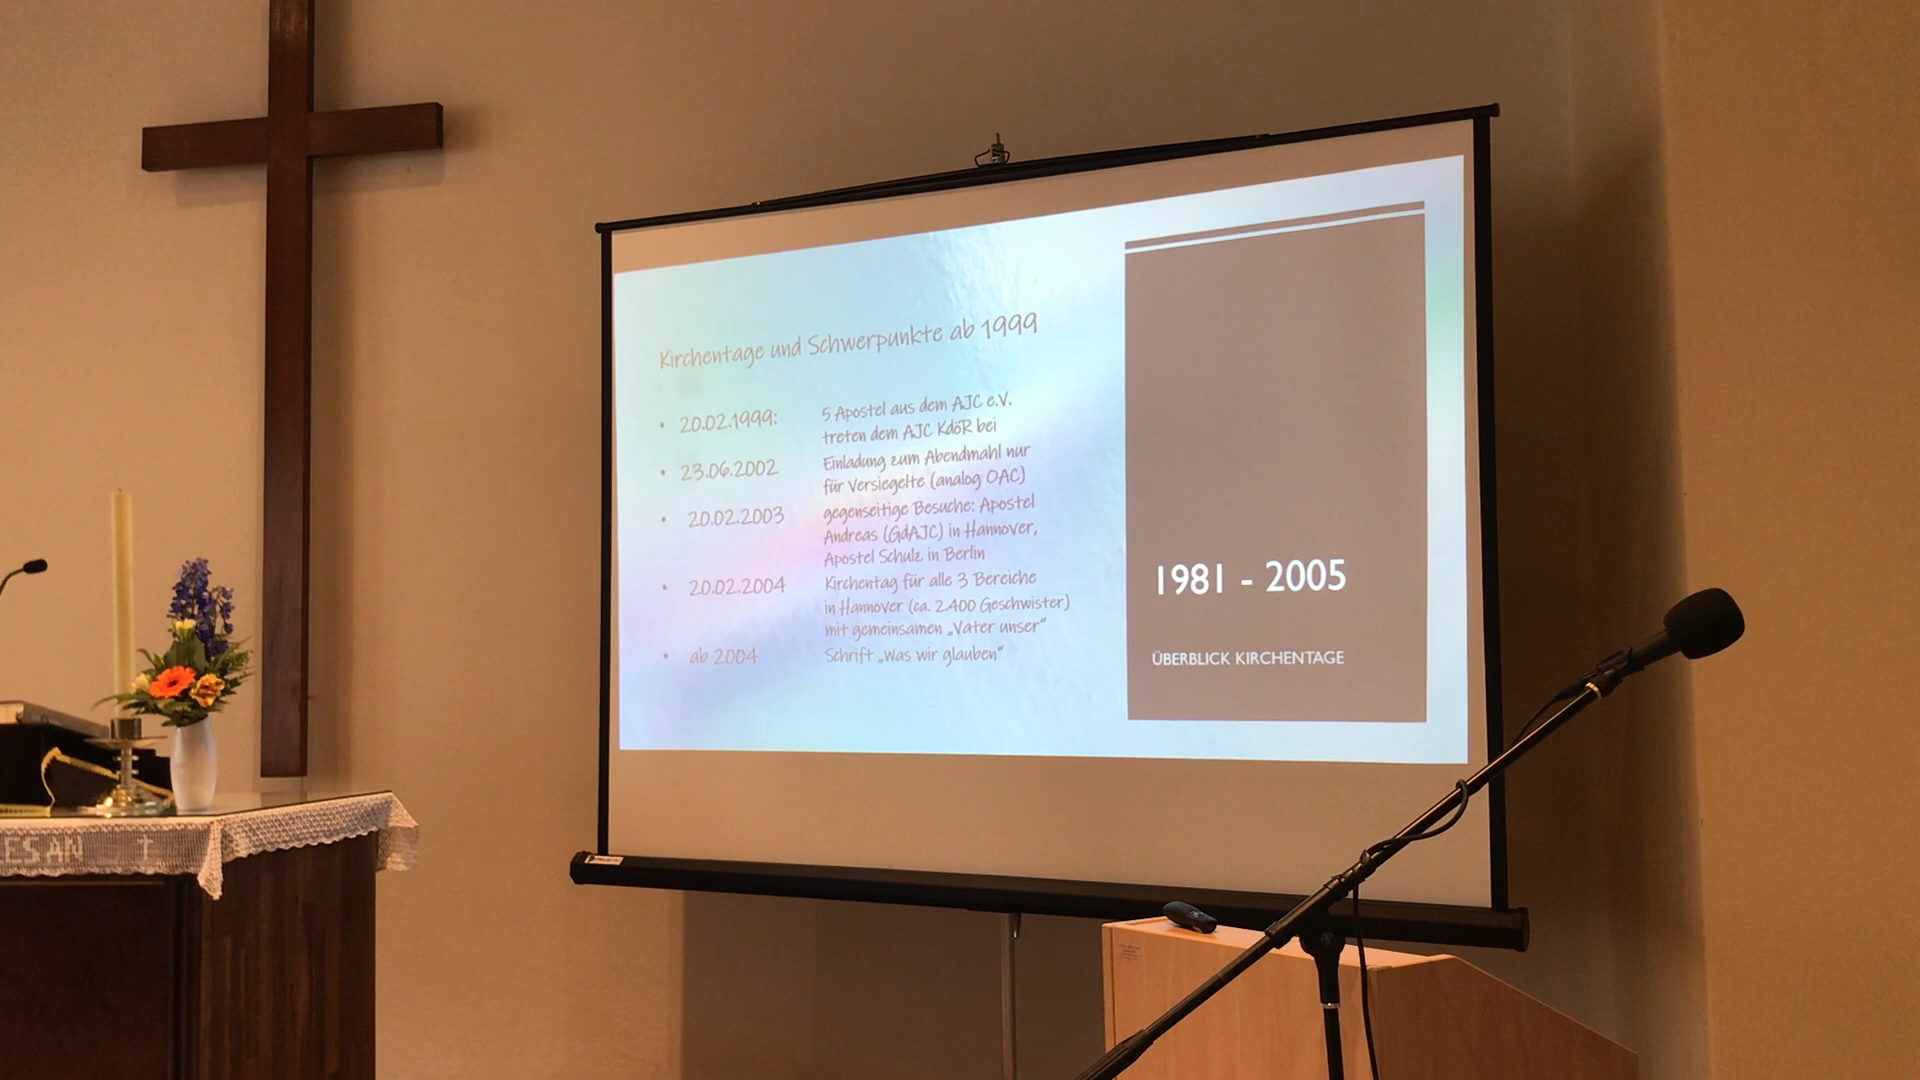 Kirchentage und Schwerpunkte ab 1999
• 20.02.1999: 5 Apostel aus dem AJC e.V.
treten dem AJC KdöR bei
• 23.06.2002 Einladung zum Abendmahl nur
für Versiegelte (analog OAC)
• 20.02.2003 gegenseitige Besuche: Apostel
Andreas (GdAJC) in Hannover,
Apostel Schulz in Berlin
• 20.02.2004 Kirchentag für alle 3 Bereiche
in Hannover (ca. 2.400 Geschwister)
mit gemeinsamen „Vater unser“
• ab 2004 Schrift „Was wir glauben“
1981 - 2005
ÜBERBLICK KIRCHENTAGE
ESAN